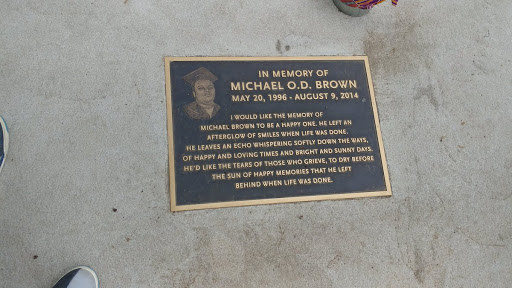 IN MEMORY OF
MICHAEL O.D. BROWN
MAY 20, 1996 - AUGUST 9, 2014
I WOULD LIKE THE MEMORY OF
MICHAEL BROWN TO BE A HAPPY ONE. HE LEFT AN
AFTERGLOW OF SMILES WHEN LIFE WAS DONE.
HE LEAVES AN ECHO WHISPERING SOFTLY DOWN THE WAYS,
OF HAPPY AND LOVING TIMES AND BRIGHT AND SUNNY DAYS.
HE'D LIKE THE TEARS OF THOSE WHO GRIEVE, TO DRY BEFORE
THE SUN OF HAPPY MEMORIES THAT HE LEFT
BEHIND WHEN LIFE WAS DONE.